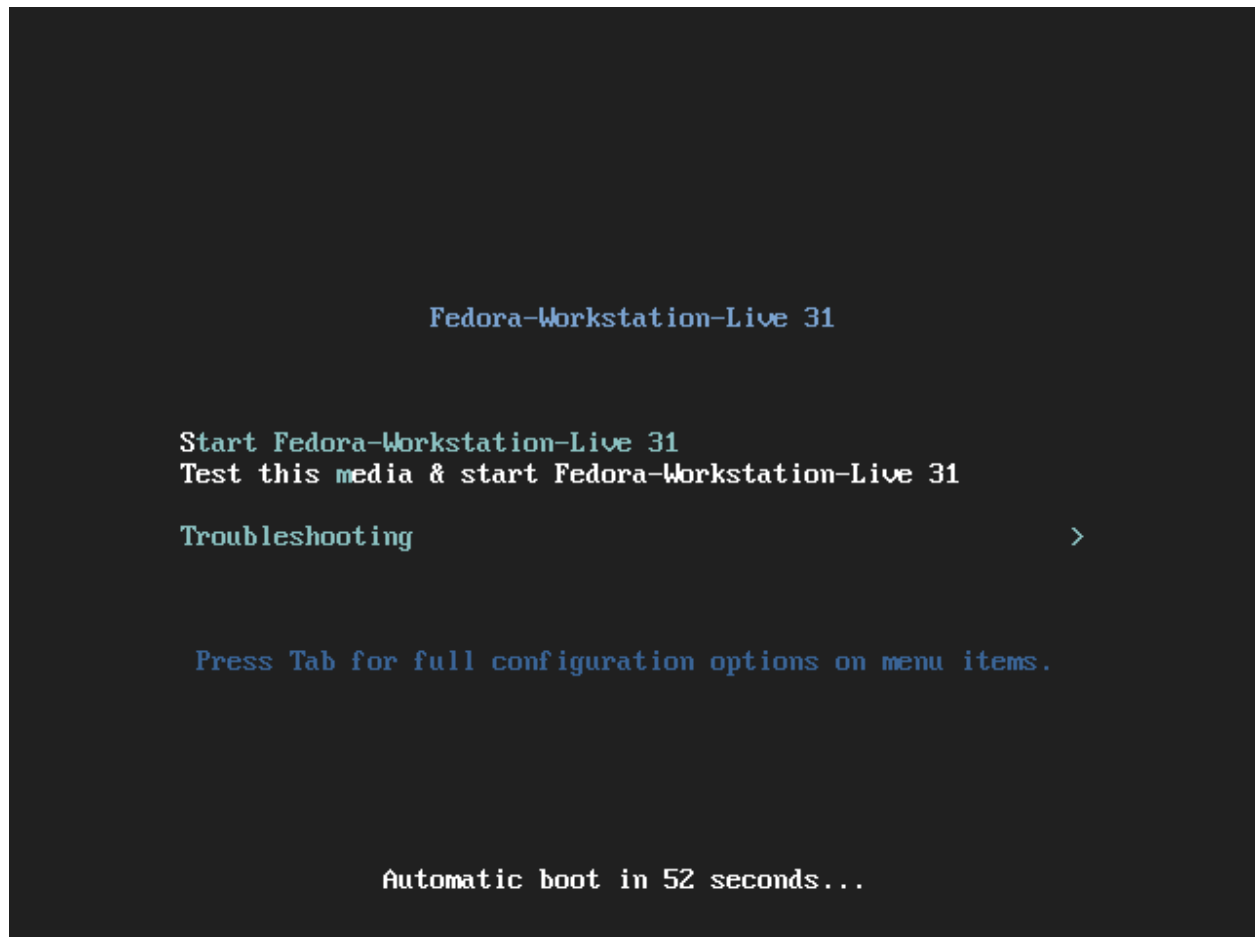 Fedora-Workstation-Live 31
Start Fedora-Workstation-Live 31
Test this media & start Fedora-Workstation-Live 31
Troubleshooting >
Press Tab for full configuration options on menu items.
Automatic boot in 52 seconds...